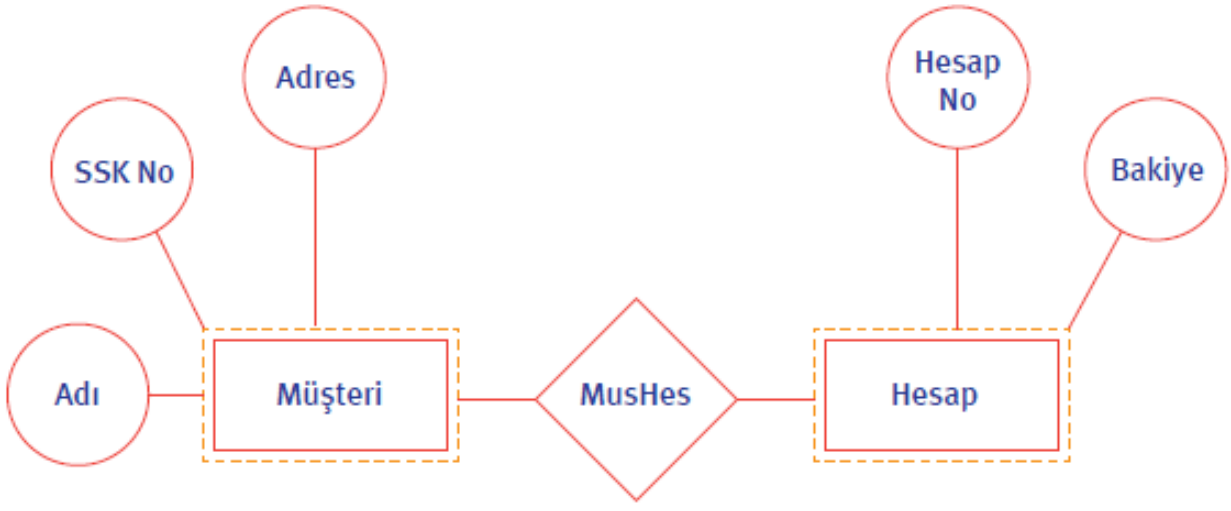 Adres
Hesap
No
SSK No
Bakiye
Adı
Müşteri
MusHes
Hesap